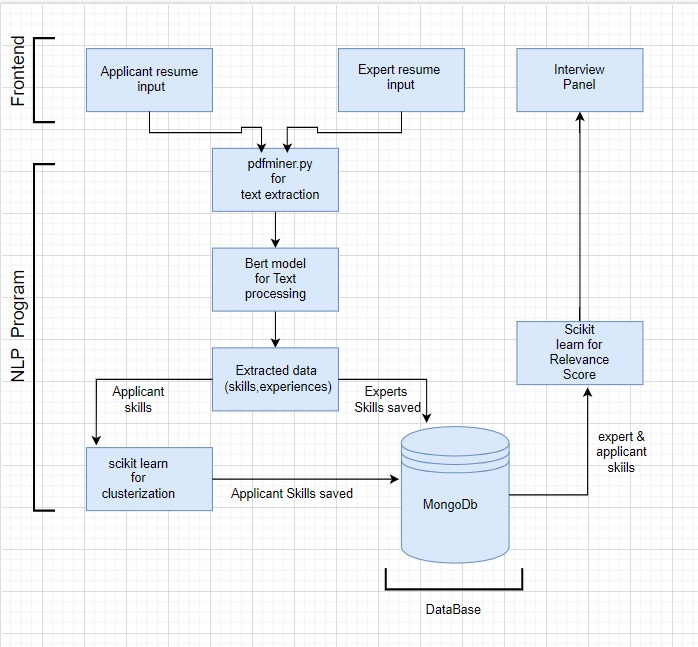 Frontend
Applicant resume
input
Expert resume
input
Interview
Panel
NLP Program
pdfminer.py
for
text extraction
Bert model
for Text
processing
Extracted data
(skills,experiences)
Applicant
skills
Experts
Skills saved
scikit learn
for
clusterization
Applicant Skills saved
MongoDb
DataBase
expert &
applicant
skills
Scikit
learn for
Relevance
Score